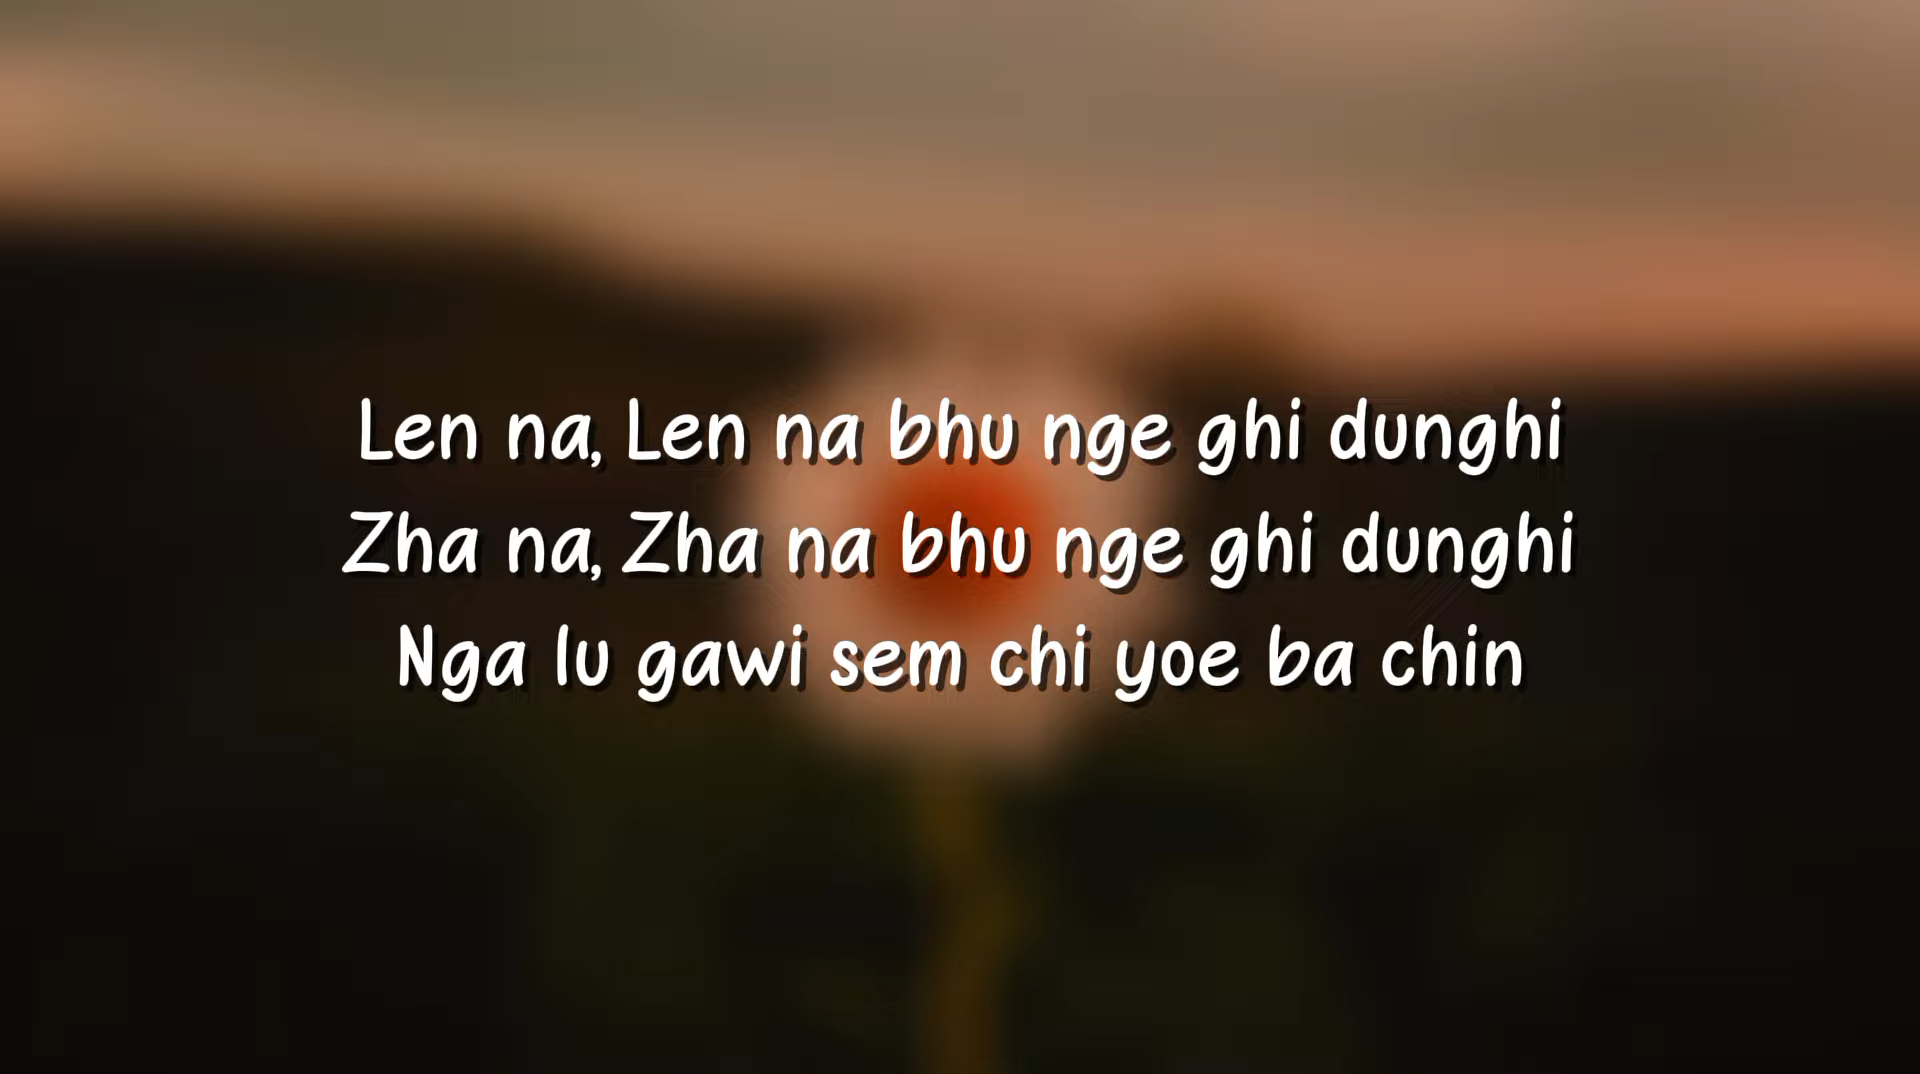 Len na, Len na bhu nge ghi dunghi
Zha na, Zha na bhu nge ghi dunghi
Nga lu gawi sem chi yoe ba chin